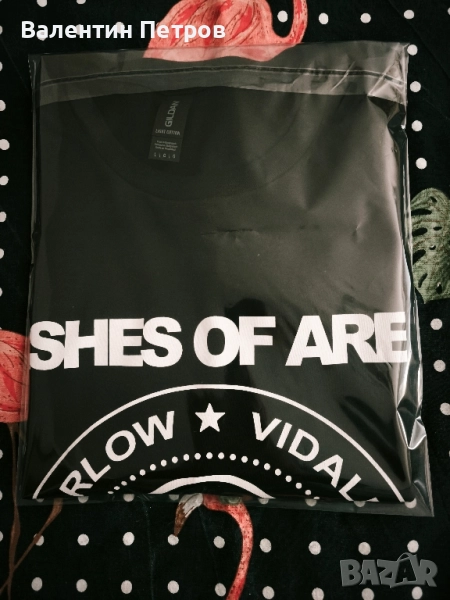 Валентин Петров
GILDAN
SHES OF ARE
RLOW ★ VIDAL
BAZAR